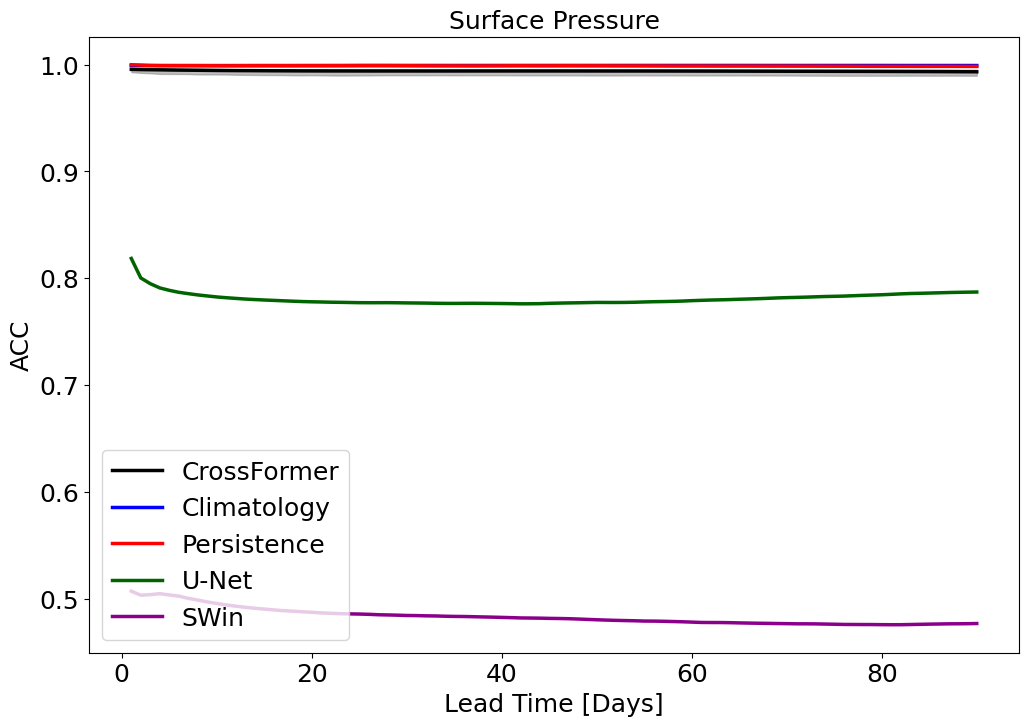 Surface Pressure
1.0
0.9
0.8
0.7
0.6
0.5
ACC
CrossFormer
Climatology
Persistence
U-Net
SWin
0 20 40 60 80
Lead Time [Days]